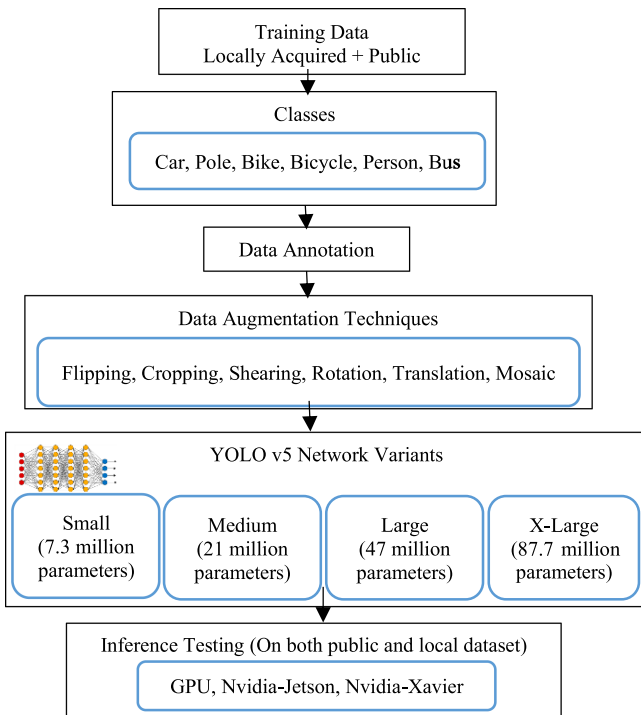 Training Data
Locally Acquired + Public
Classes
Car, Pole, Bike, Bicycle, Person, Bus
Data Annotation
Data Augmentation Techniques
Flipping, Cropping, Shearing, Rotation, Translation, Mosaic
YOLO v5 Network Variants
Small
(7.3 million
parameters)
Medium
(21 million
parameters)
Large
(47 million
parameters)
X-Large
(87.7 million
parameters)
Inference Testing (On both public and local dataset)
GPU, Nvidia-Jetson, Nvidia-Xavier